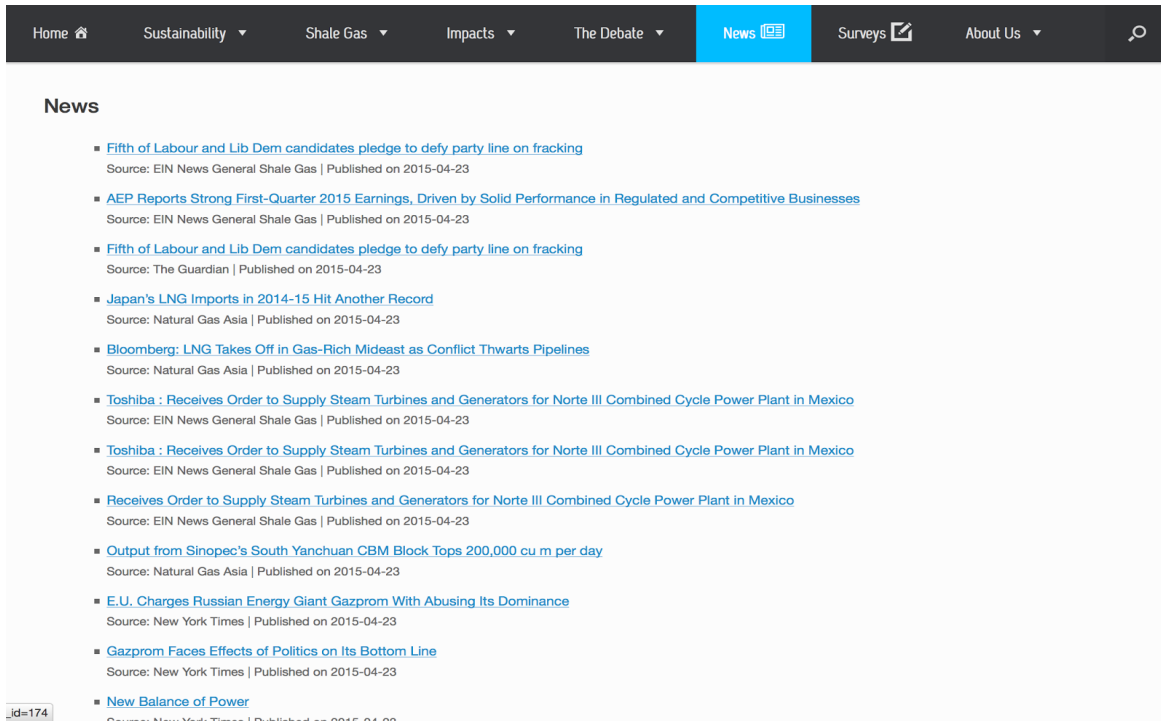 Home Sustainability Shale Gas Impacts The Debate News Surveys About Us
News
Fifth of Labour and Lib Dem candidates pledge to defy party line on fracking
Source: EIN News General Shale Gas | Published on 2015-04-23
AEP Reports Strong First-Quarter 2015 Earnings, Driven by Solid Performance in Regulated and Competitive Businesses
Source: EIN News General Shale Gas | Published on 2015-04-23
Fifth of Labour and Lib Dem candidates pledge to defy party line on fracking
Source: The Guardian | Published on 2015-04-23
Japan's LNG Imports in 2014-15 Hit Another Record
Source: Natural Gas Asia | Published on 2015-04-23
Bloomberg: LNG Takes Off in Gas-Rich Mideast as Conflict Thwarts Pipelines
Source: Natural Gas Asia | Published on 2015-04-23
Toshiba : Receives Order to Supply Steam Turbines and Generators for Norte III Combined Cycle Power Plant in Mexico
Source: EIN News General Shale Gas | Published on 2015-04-23
Toshiba : Receives Order to Supply Steam Turbines and Generators for Norte III Combined Cycle Power Plant in Mexico
Source: EIN News General Shale Gas | Published on 2015-04-23
Receives Order to Supply Steam Turbines and Generators for Norte III Combined Cycle Power Plant in Mexico
Source: EIN News General Shale Gas | Published on 2015-04-23
Output from Sinopec's South Yanchuan CBM Block Tops 200,000 cu m per day
Source: Natural Gas Asia | Published on 2015-04-23
E.U. Charges Russian Energy Giant Gazprom With Abusing Its Dominance
Source: New York Times | Published on 2015-04-23
Gazprom Faces Effects of Politics on Its Bottom Line
Source: New York Times | Published on 2015-04-23
New Balance of Power
Source: New York Times | Published on 2015-04-23
_id=174